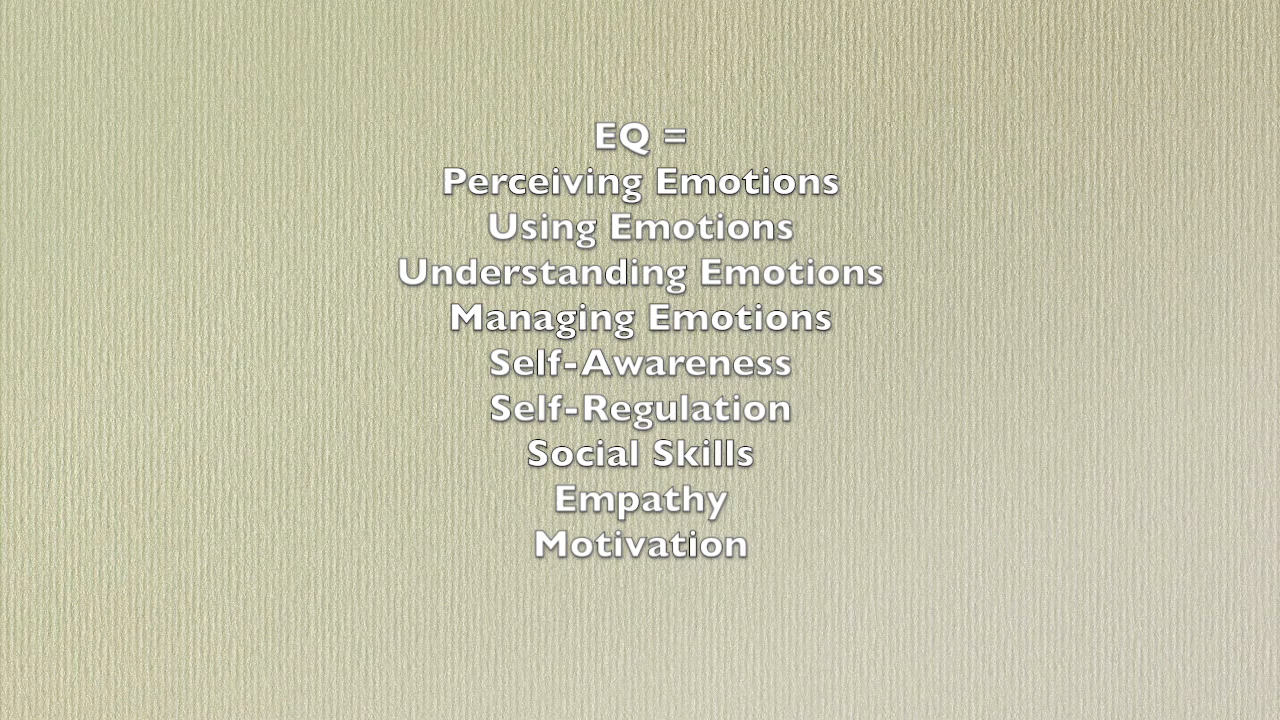 EQ =
Perceiving Emotions
Using Emotions
Understanding Emotions
Managing Emotions
Self-Awareness
Self-Regulation
Social Skills
Empathy
Motivation